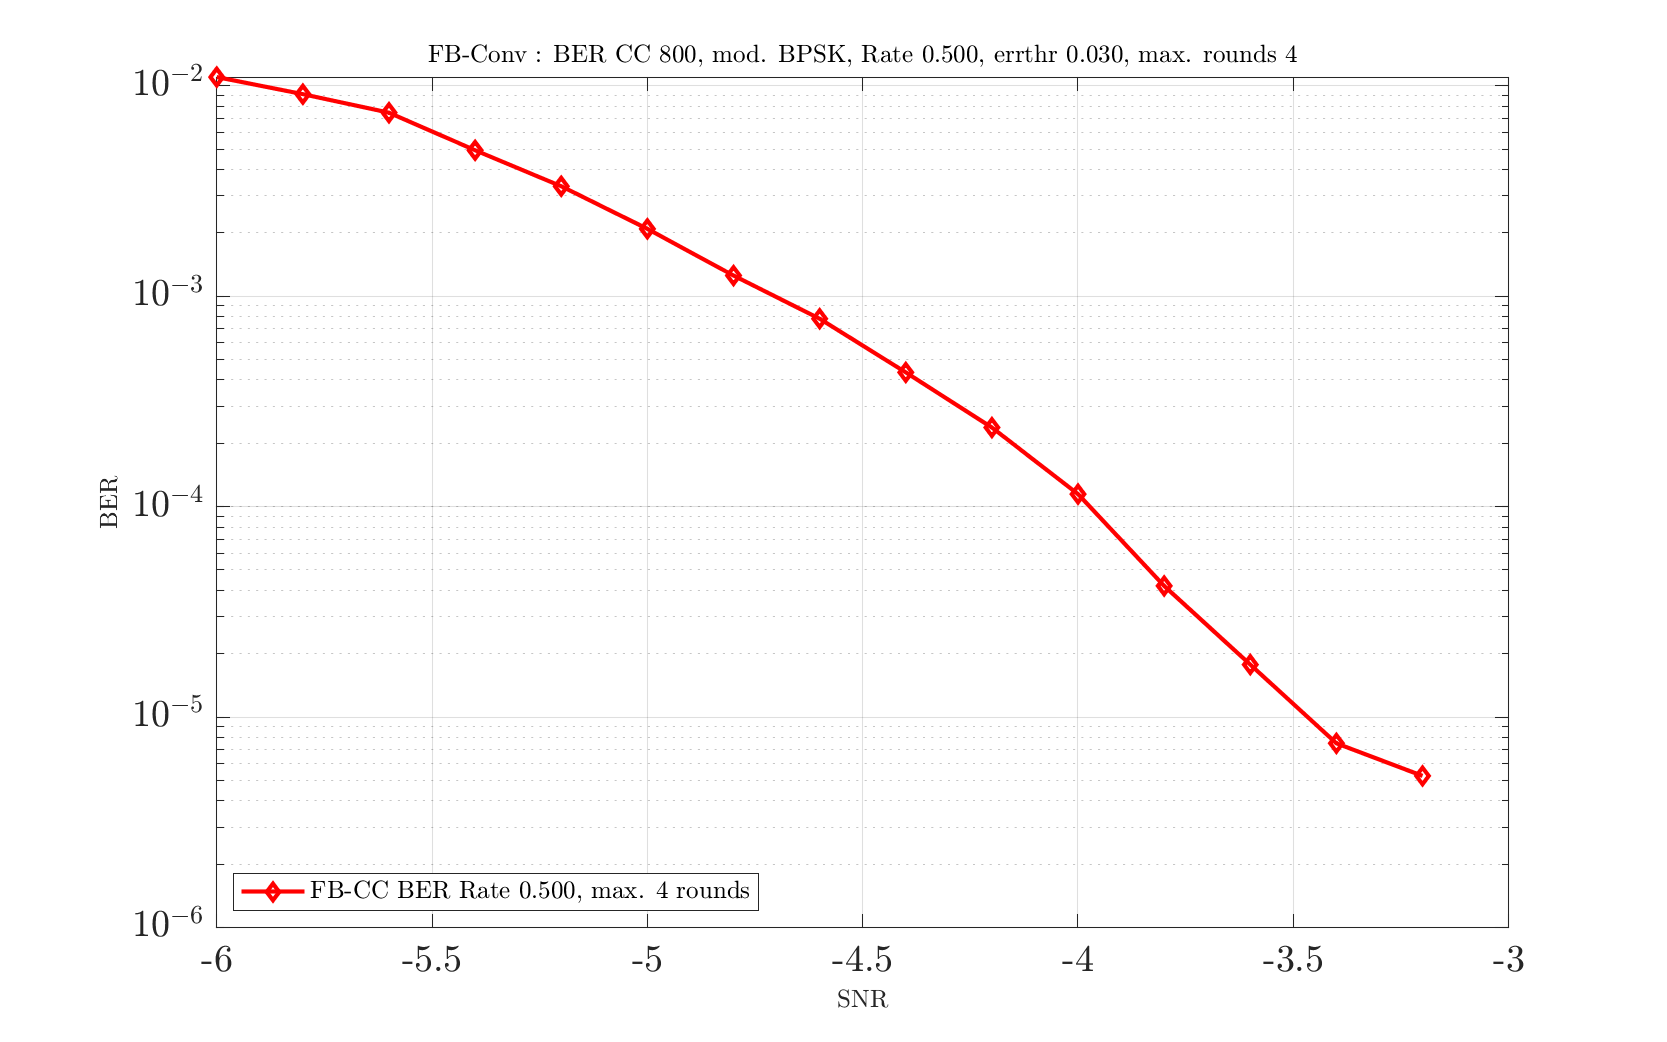 FB-Conv : BER CC 800, mod. BPSK, Rate 0.500, errthr 0.030, max. rounds 4
10^{-2}
10^{-3}
10^{-4}
10^{-5}
10^{-6}
BER
FB-CC BER Rate 0.500, max. 4 rounds
-6 -5.5 -5 -4.5 -4 -3.5 -3
SNR